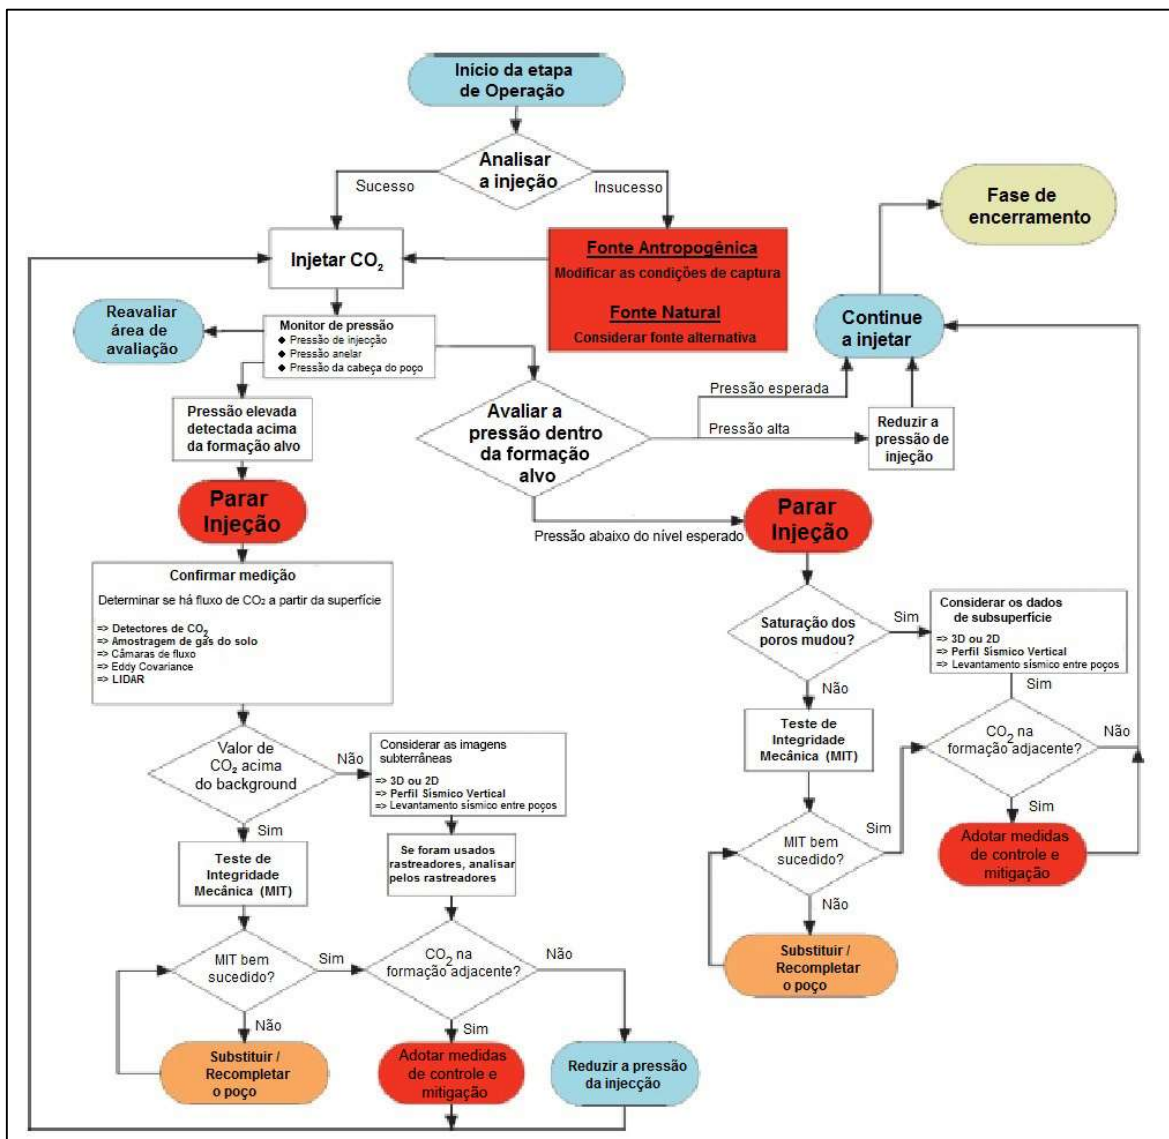 Início da etapa
de Operação
Analisar
a injeção
Sucesso
Insucesso
Injetar CO₂
Fonte Antropogênica
Modificar as condições de captura
Fonte Natural
Considerar fonte alternativa
Fase de
encerramento
Reavaliar
área de
avaliação
Monitor de pressão
◆ Pressão de injecção
◆ Pressão anelar
◆ Pressão da cabeça do poço
Continue
a injetar
Pressão elevada
detectada acima
da formação alvo
Avaliar a
pressão dentro
da formação
alvo
Pressão esperada
Pressão alta
Reduzir a
pressão de
injeção
Parar
Injeção
Pressão abaixo do nível esperado
Parar
Injeção
Confirmar medição
Determinar se há fluxo de CO₂ a partir da superfície
=> Detectores de CO₂
=> Amostragem de gás do solo
=> Câmaras de fluxo
=> Eddy Covariance
=> LIDAR
Saturação dos
poros mudou?
Sim
Considerar os dados
de subsuperfície
=> 3D ou 2D
=> Perfil Sísmico Vertical
=> Levantamento sísmico entre poços
Não
Sim
Teste de
Integridade
Mecânica (MIT)
CO₂ na
formação adjacente?
Não
Valor de
CO₂ acima
do background
Não
Considerar as imagens
subterrâneas
=> 3D ou 2D
=> Perfil Sísmico Vertical
=> Levantamento sísmico entre poços
Sim
MIT bem
sucedido?
Sim
Sim
Adotar medidas
de controle e
mitigação
Teste de
Integridade
Mecânica (MIT)
Se foram usados
rastreadores, analisar
pelos rastreadores
Não
Substituir /
Recompletar
o poço
MIT bem
sucedido?
Sim
CO₂ na
formação adjacente?
Não
Não
Sim
Substituir /
Recompletar
o poço
Adotar medidas
de controle e
mitigação
Reduzir a pressão
da injecção